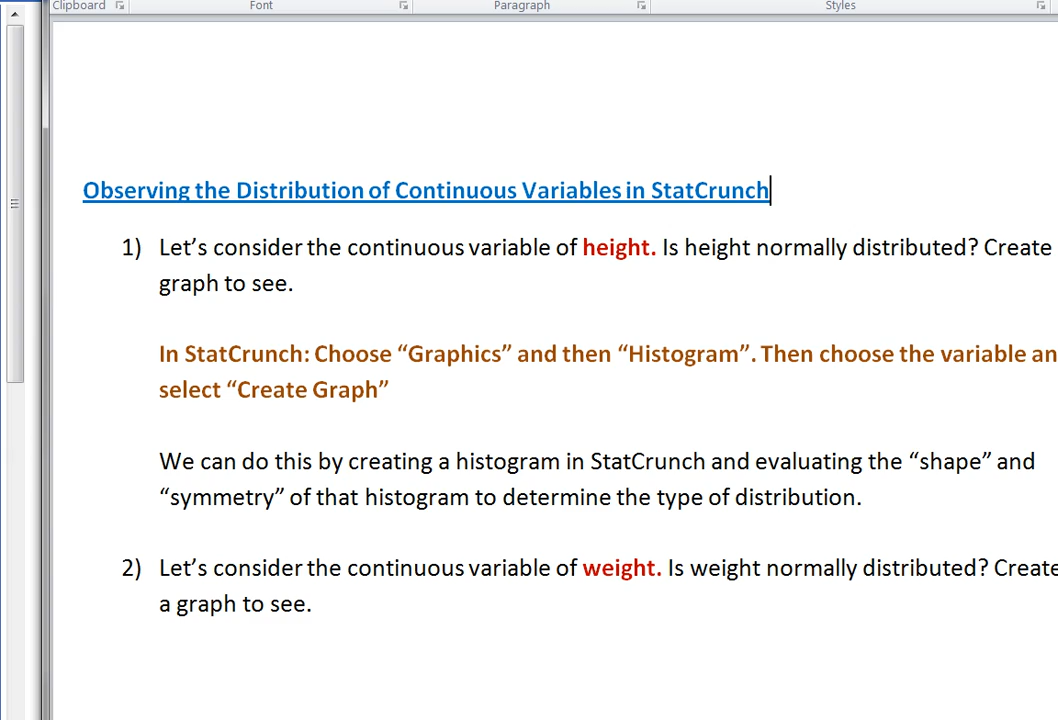 Clipboard Font Paragraph Styles
Observing the Distribution of Continuous Variables in StatCrunch
1) Let’s consider the continuous variable of height. Is height normally distributed? Create
graph to see.
In StatCrunch: Choose “Graphics” and then “Histogram”. Then choose the variable an
select “Create Graph”
We can do this by creating a histogram in StatCrunch and evaluating the “shape” and
“symmetry” of that histogram to determine the type of distribution.
2) Let’s consider the continuous variable of weight. Is weight normally distributed? Create
a graph to see.